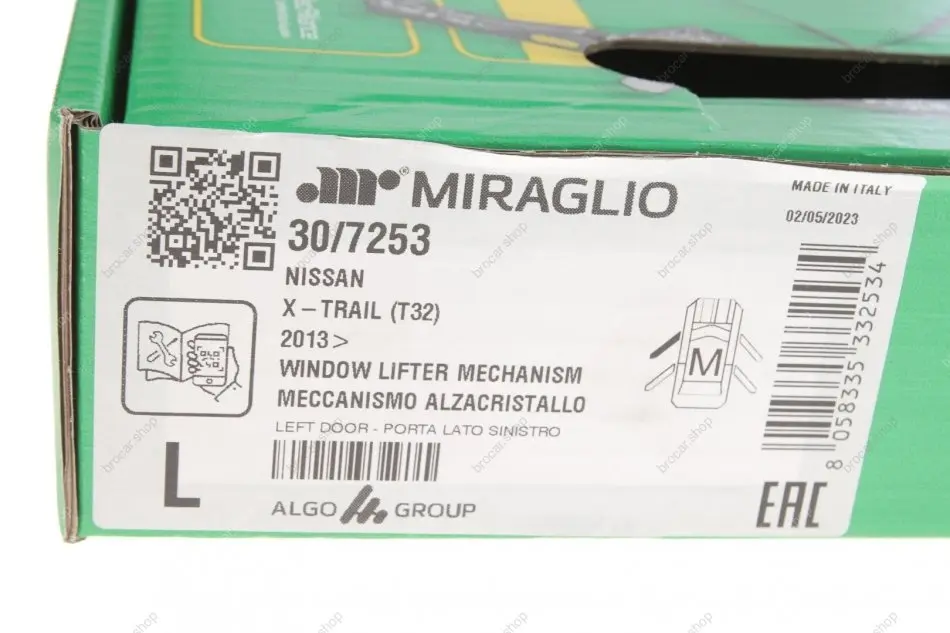 mr® MIRAGLIO
30/7253
NISSAN
X-TRAIL (T32)
2013>
WINDOW LIFTER MECHANISM
MECCANISMO ALZACRISTALLO
LEFT DOOR - PORTA LATO SINISTRO
L
ALGO GROUP
MADE IN ITALY
02/05/2023
M
8 058335 332534
EAC
brocar.shop